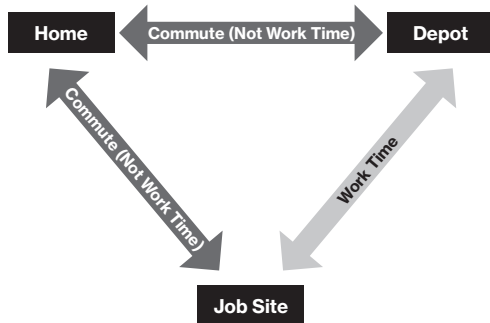 Home
Commute (Not Work Time)
Depot
Commute (Not Work Time)
Work Time
Job Site